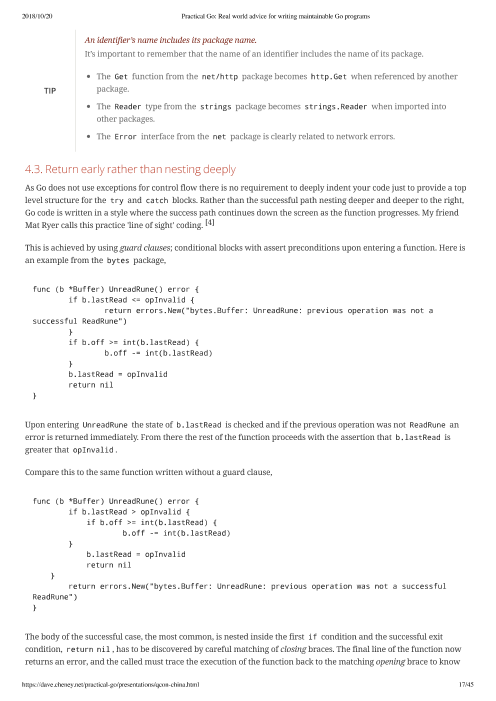 2018/10/20
Practical Go: Real world advice for writing maintainable Go programs
An identifier's name includes its package name.
It's important to remember that the name of an identifier includes the name of its package.
TIP
• The Get function from the net/http package becomes http.Get when referenced by another
package.
• The Reader type from the strings package becomes strings.Reader when imported into
other packages.
• The Error interface from the net package is clearly related to network errors.
4.3. Return early rather than nesting deeply
As Go does not use exceptions for control flow there is no requirement to deeply indent your code just to provide a top
level structure for the try and catch blocks. Rather than the successful path nesting deeper and deeper to the right,
Go code is written in a style where the success path continues down the screen as the function progresses. My friend
Mat Ryer calls this practice 'line of sight' coding. [4]
This is achieved by using guard clauses; conditional blocks with assert preconditions upon entering a function. Here is
an example from the bytes package,
func (b *Buffer) UnreadRune() error {
        if b.lastRead <= opInvalid {
                return errors.New("bytes.Buffer: UnreadRune: previous operation was not a
successful ReadRune")
        }
        if b.off >= int(b.lastRead) {
                b.off -= int(b.lastRead)
        }
        b.lastRead = opInvalid
        return nil
}
Upon entering UnreadRune the state of b.lastRead is checked and if the previous operation was not ReadRune an
error is returned immediately. From there the rest of the function proceeds with the assertion that b.lastRead is
greater that opInvalid.
Compare this to the same function written without a guard clause,
func (b *Buffer) UnreadRune() error {
        if b.lastRead > opInvalid {
            if b.off >= int(b.lastRead) {
                    b.off -= int(b.lastRead)
        }
            b.lastRead = opInvalid
            return nil
    }
        return errors.New("bytes.Buffer: UnreadRune: previous operation was not a successful
ReadRune")
}
The body of the successful case, the most common, is nested inside the first if condition and the successful exit
condition, return nil, has to be discovered by careful matching of closing braces. The final line of the function now
returns an error, and the called must trace the execution of the function back to the matching opening brace to know
https://dave.cheney.net/practical-go/presentations/qcon-china.html
17/45